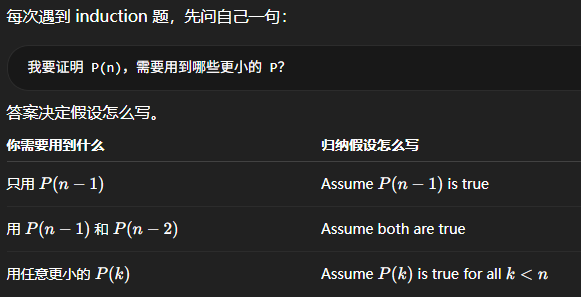 每次遇到 induction 题，先问自己一句：
我要证明 P(n)，需要用到哪些更小的 P？
答案决定假设怎么写。
你需要用到什么 归纳假设怎么写
只用 P(n − 1) Assume P(n − 1) is true
用 P(n − 1) 和 P(n − 2) Assume both are true
用任意更小的 P(k) Assume P(k) is true for all k < n